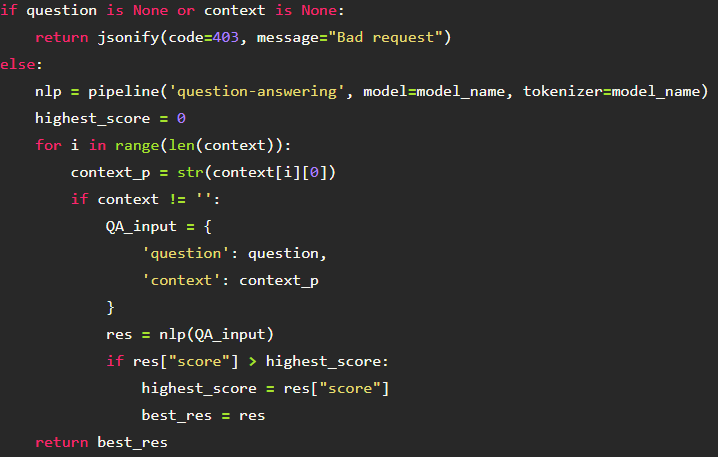 if question is None or context is None:
    return jsonify(code=403, message="Bad request")
else:
    nlp = pipeline('question-answering', model=model_name, tokenizer=model_name)
    highest_score = 0
    for i in range(len(context)):
        context_p = str(context[i][0])
        if context != '':
            QA_input = {
                'question': question,
                'context': context_p
            }
            res = nlp(QA_input)
            if res["score"] > highest_score:
                highest_score = res["score"]
                best_res = res
    return best_res